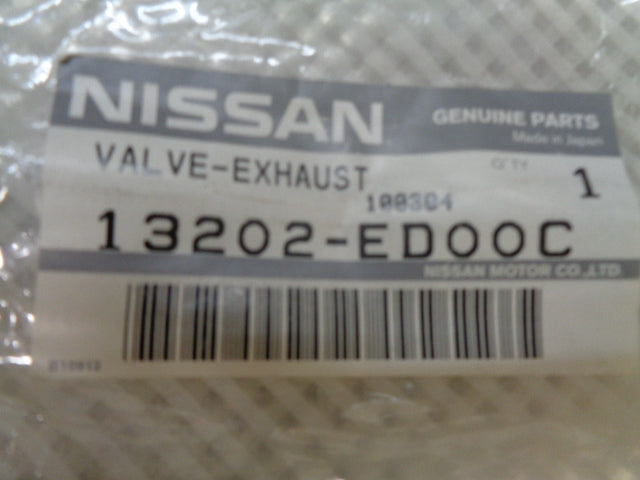 NISSAN
GENUINE PARTS
Made in Japan
VALVE-EXHAUST
Q'TY
1
100304
13202-ED00C
NISSAN MOTOR CO.,LTD.